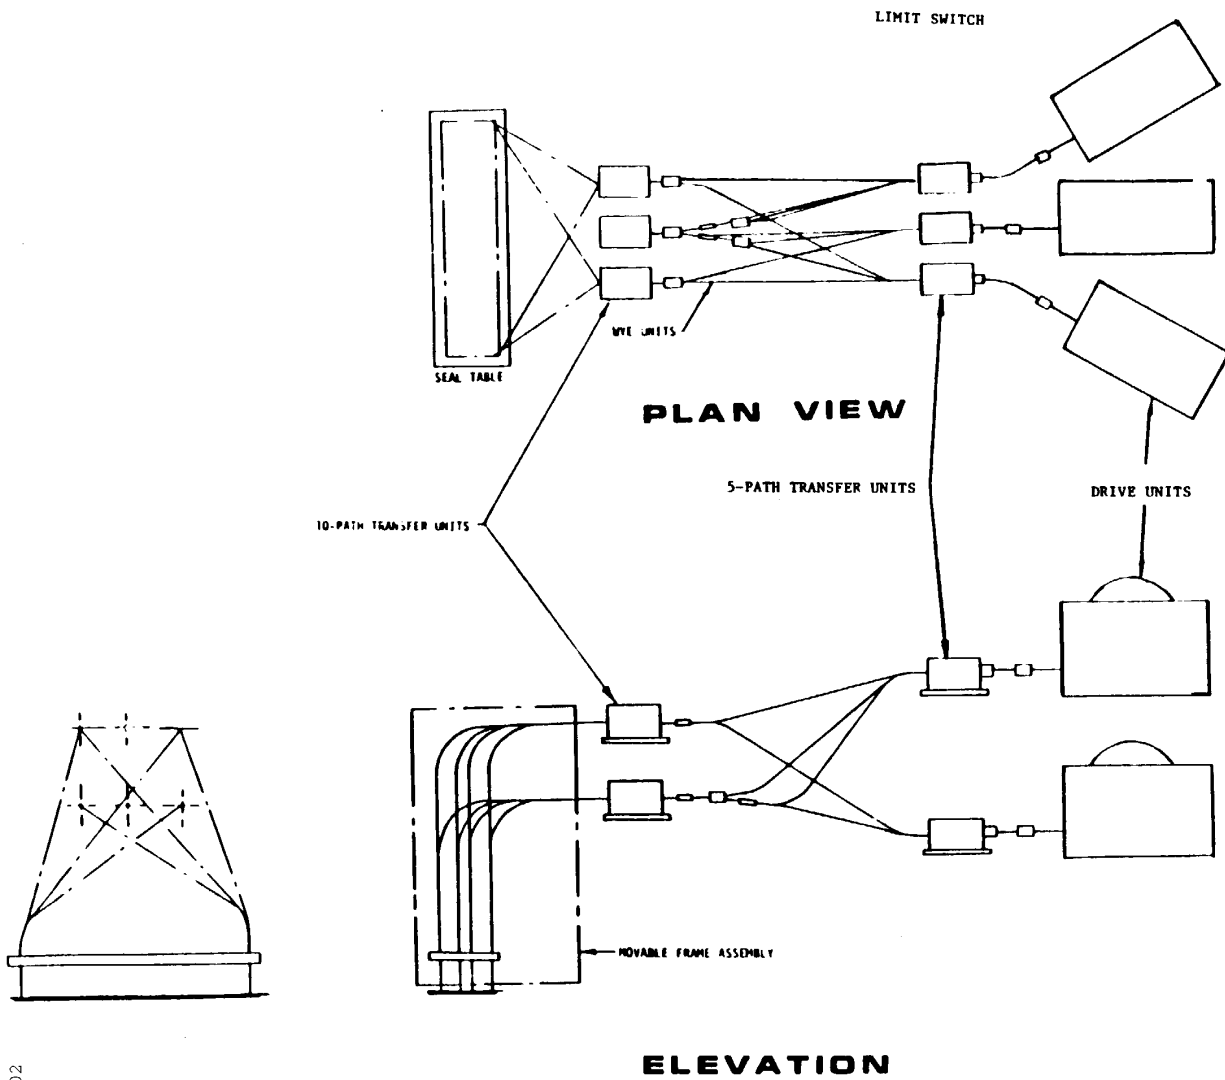 LIMIT SWITCH
WYE UNITS
SEAL TABLE
PLAN VIEW
5-PATH TRANSFER UNITS
DRIVE UNITS
10-PATH TRANSFER UNITS
MOVABLE FRAME ASSEMBLY
ELEVATION
02